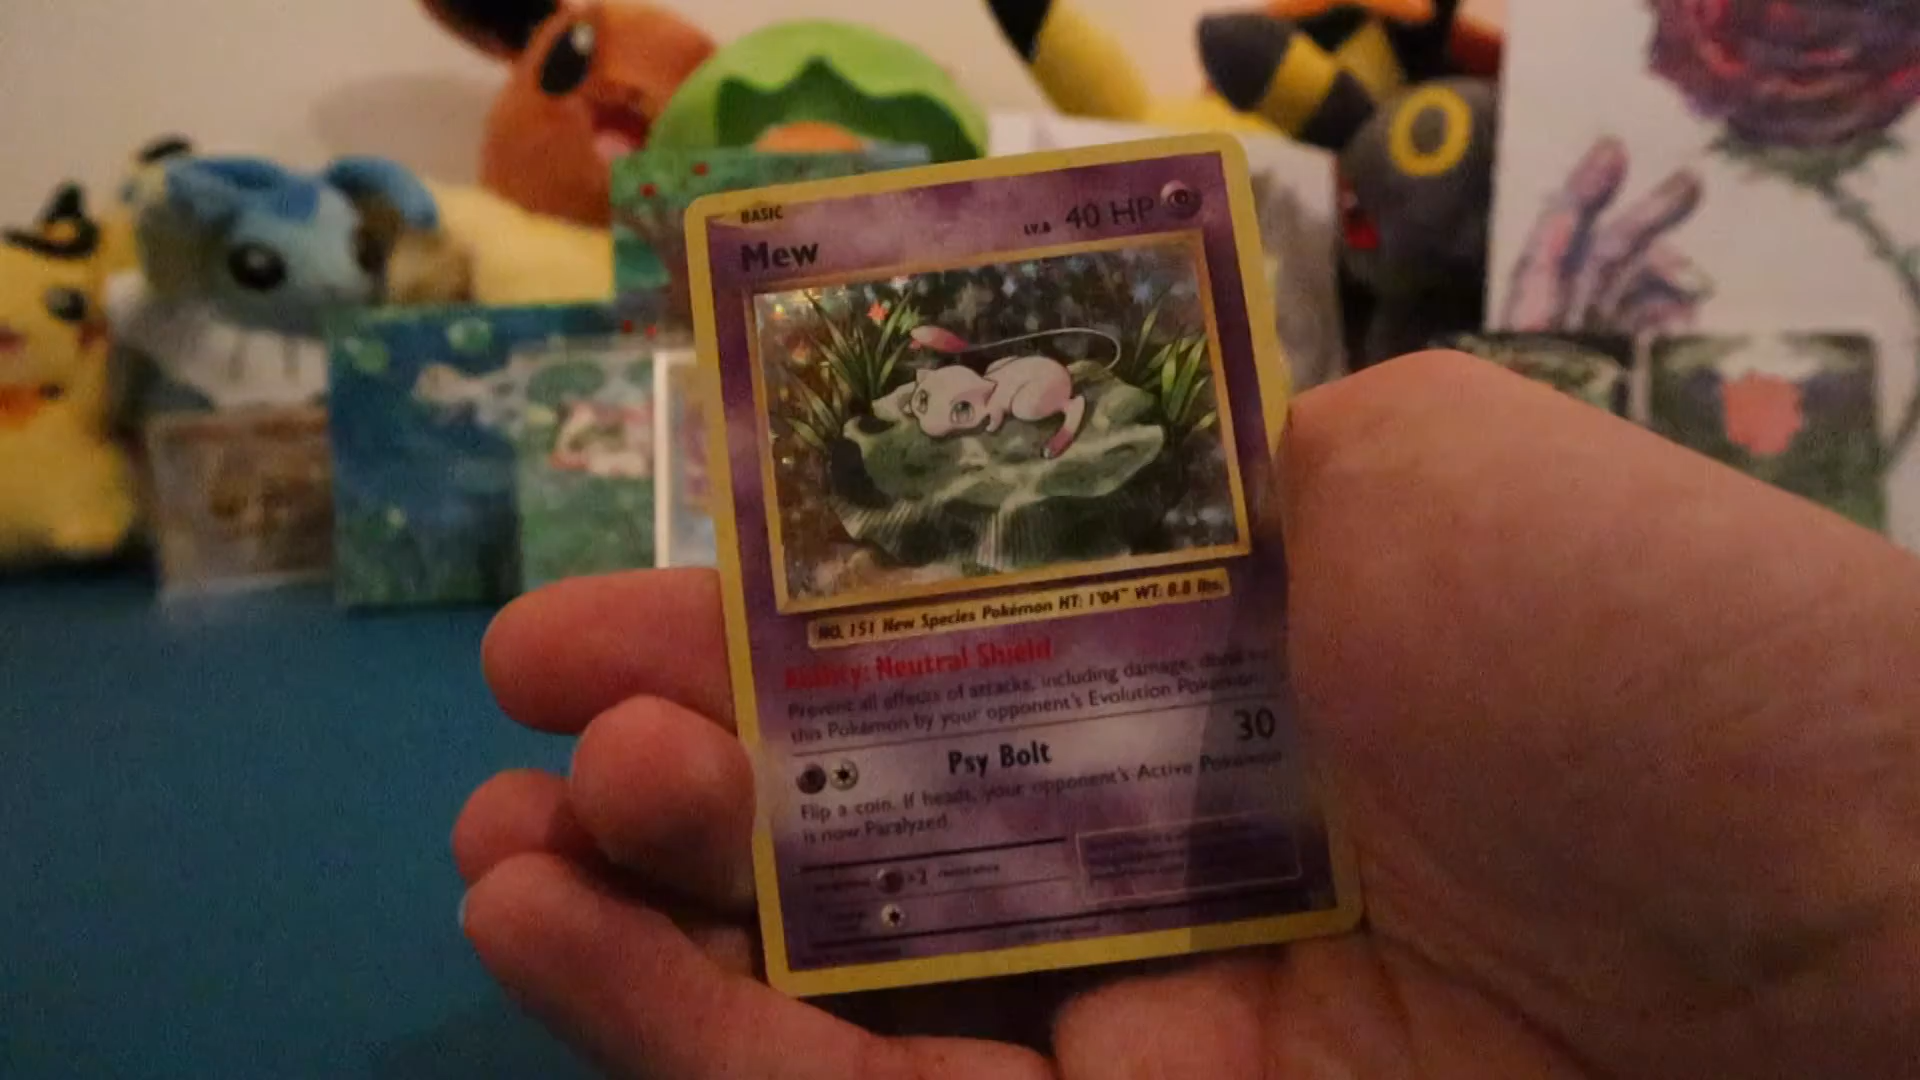 BASIC
Mew LV.8 40 HP
NO. 151 New Species Pokémon HT: 1'04" WT: 8.8 lbs.
Ability: Neutral Shield
Prevent all effects of attacks, including damage, done to
this Pokémon by your opponent's Evolution Pokémon.
Psy Bolt 30
Flip a coin. If heads, your opponent's Active Pokémon
is now Paralyzed.
×2 resistance